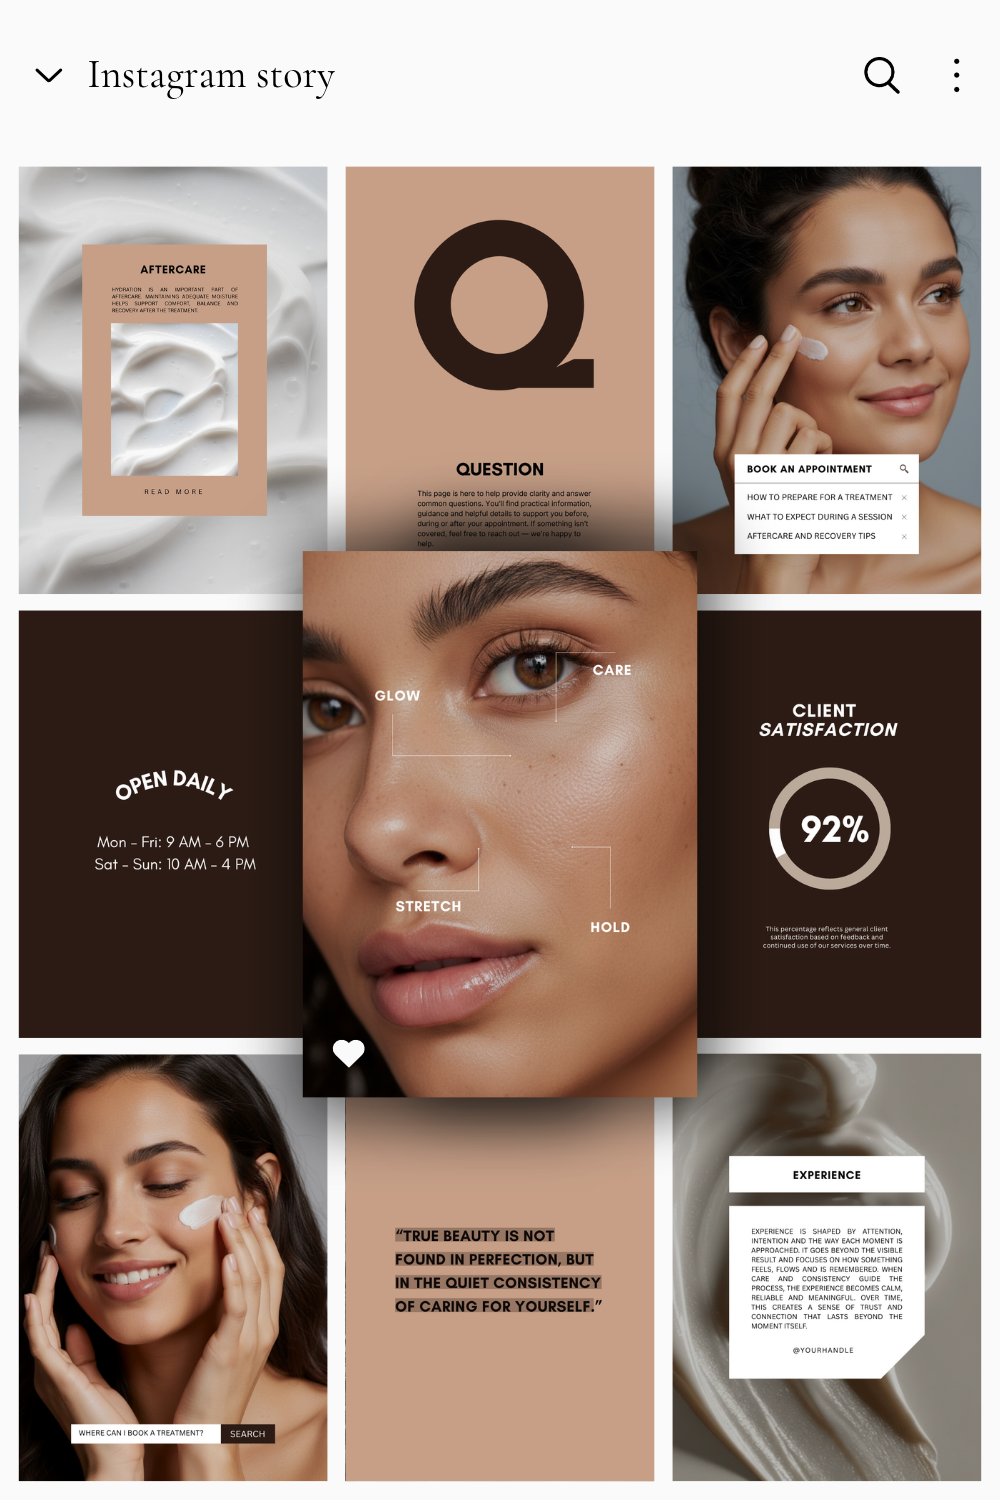 Instagram story
AFTERCARE
HYDRATION IS AN IMPORTANT PART OF
AFTERCARE. MAINTAINING ADEQUATE MOISTURE
HELPS SUPPORT COMFORT, BALANCE AND
RECOVERY AFTER THE TREATMENT.
READ MORE
Q
QUESTION
This page is here to help provide clarity and answer
common questions. You'll find practical information,
guidance and helpful details to support you before,
during or after your appointment. If something isn't
covered, feel free to reach out — we're happy to
help.
BOOK AN APPOINTMENT
HOW TO PREPARE FOR A TREATMENT ×
WHAT TO EXPECT DURING A SESSION ×
AFTERCARE AND RECOVERY TIPS ×
OPEN DAILY
Mon - Fri: 9 AM - 6 PM
Sat - Sun: 10 AM - 4 PM
CARE
GLOW
STRETCH
HOLD
CLIENT
SATISFACTION
92%
This percentage reflects general client
satisfaction based on feedback and
continued use of our services over time.
WHERE CAN I BOOK A TREATMENT? SEARCH
“TRUE BEAUTY IS NOT
FOUND IN PERFECTION, BUT
IN THE QUIET CONSISTENCY
OF CARING FOR YOURSELF.”
EXPERIENCE
EXPERIENCE IS SHAPED BY ATTENTION,
INTENTION AND THE WAY EACH MOMENT IS
APPROACHED. IT GOES BEYOND THE VISIBLE
RESULT AND FOCUSES ON HOW SOMETHING
FEELS, FLOWS AND IS REMEMBERED. WHEN
CARE AND CONSISTENCY GUIDE THE
PROCESS, THE EXPERIENCE BECOMES CALM,
RELIABLE AND MEANINGFUL. OVER TIME,
THIS CREATES A SENSE OF TRUST AND
CONNECTION THAT LASTS BEYOND THE
MOMENT ITSELF.
@YOURHANDLE